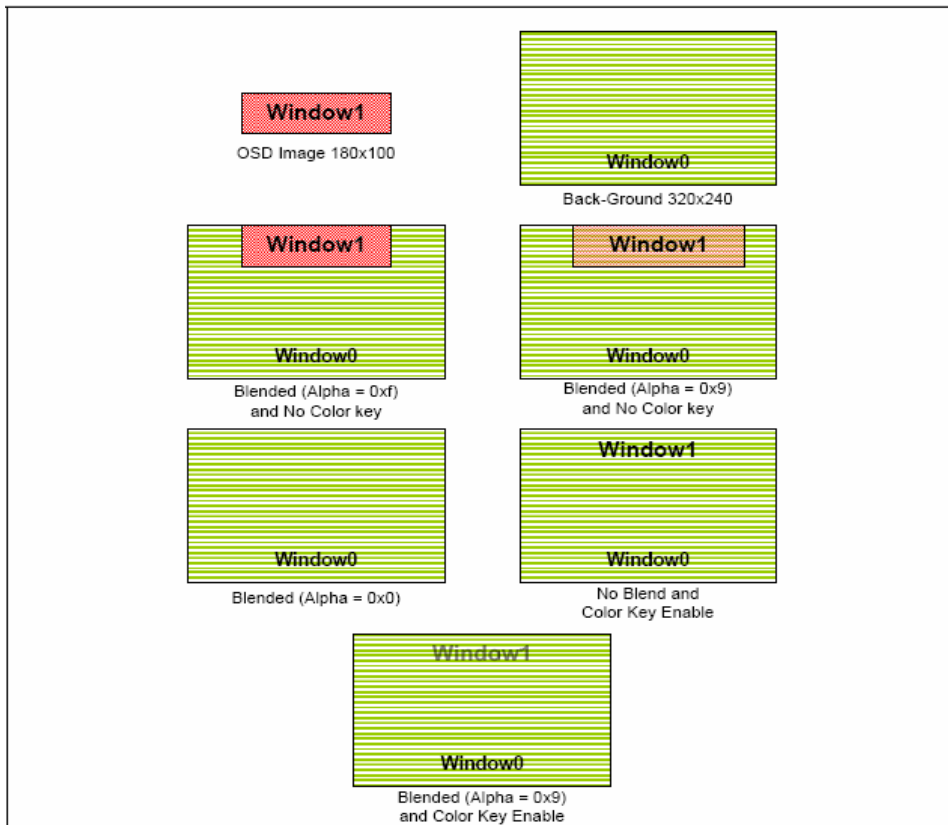 Window1
OSD Image 180x100
Window0
Back-Ground 320x240
Window1
Window0
Blended (Alpha = 0xf)
and No Color key
Window1
Window0
Blended (Alpha = 0x9)
and No Color key
Window0
Blended (Alpha = 0x0)
Window1
Window0
No Blend and
Color Key Enable
Window1
Window0
Blended (Alpha = 0x9)
and Color Key Enable